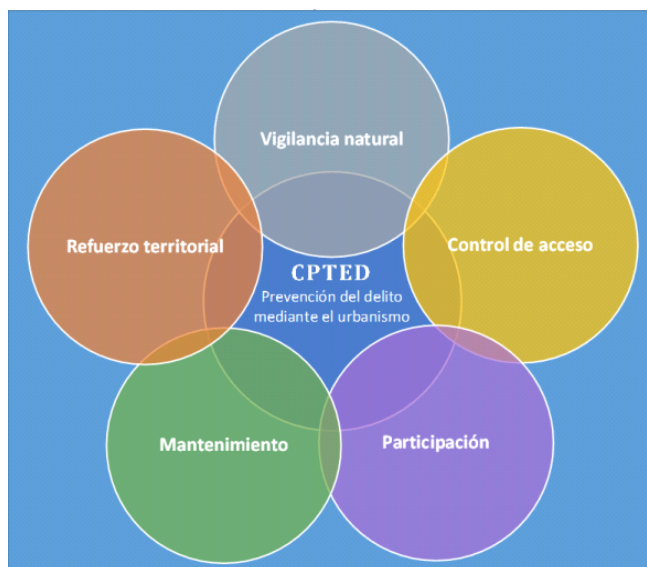 Vigilancia natural
Refuerzo territorial
Control de acceso
CPTED
Prevención del delito
mediante el urbanismo
Mantenimiento
Participación